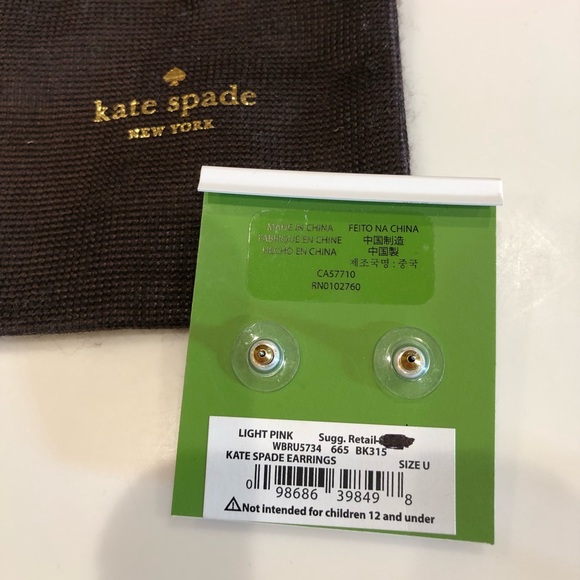 kate spade
NEW YORK
MADE IN CHINA FEITO NA CHINA
FABRIQUÉ EN CHINE 中国制造
HECHO EN CHINA 中国製
제조국명 : 중국
CA57710
RN0102760
LIGHT PINK Sugg. Retail
WBRU5734 665 BK315
KATE SPADE EARRINGS SIZE U
0 98686 39849 8
Not intended for children 12 and under